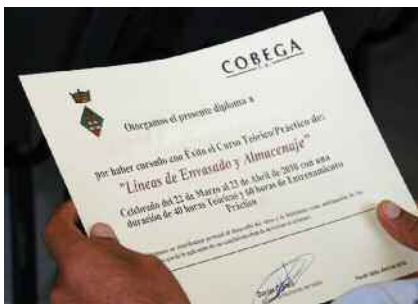 COBEGA
S.A.
Otorgamos el presente diploma a
por haber cursado con Éxito el Curso Teórico/Práctico de:
"Líneas de Envasado y Almacenaje"
Celebrado del 22 de Marzo al 23 de Abril de 2010 con una
duración de 40 horas Teóricas y 60 horas de Entrenamiento
Práctico